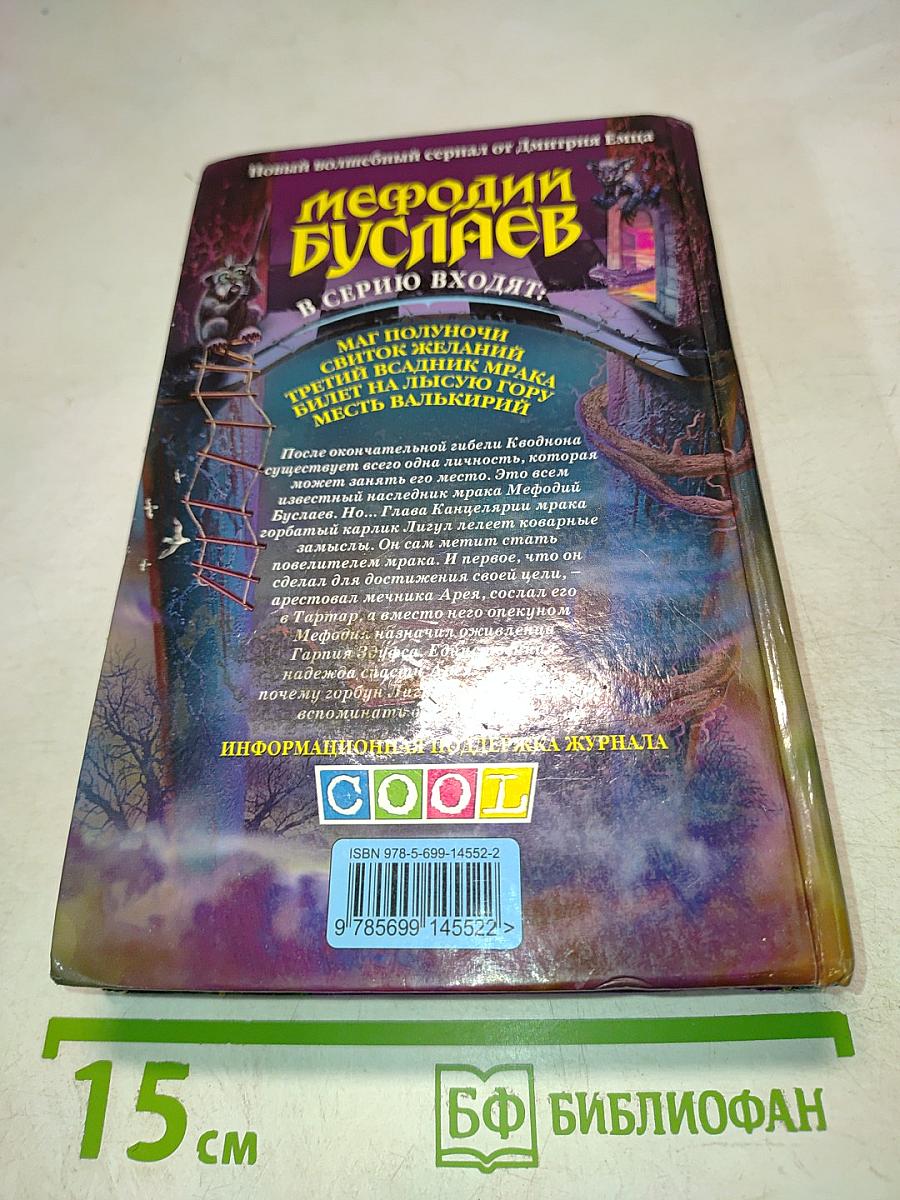 Новый волшебный сериал от Дмитрия Емца
МЕФОДИЙ
БУСЛАЕВ
В СЕРИЮ ВХОДЯТ:
МАГ ПОЛУНОЧИ
СВИТОК ЖЕЛАНИЙ
ТРЕТИЙ ВСАДНИК МРАКА
БИЛЕТ НА ЛЫСУЮ ГОРУ
МЕСТЬ ВАЛЬКИРИЙ
После окончательной гибели Кводнона
существует всего одна личность, которая
может занять его место. Это всем
известный наследник мрака Мефодий
Буслаев. Но... Глава Канцелярии мрака
горбатый карлик Лигул лелеет коварные
замыслы. Он сам метит стать
повелителем мрака. И первое, что он
сделал для достижения своей цели, –
арестовал мечника Арея, сослал его
в Тартар, а вместо него опекуном
Мефодия назначил
Гарпия Зуфса.
надежда спасти
почему горбун
вспоминать
ИНФОРМАЦИОННАЯ ПОДДЕРЖКА ЖУРНАЛА
COOL
ISBN 978-5-699-14552-2
9 785699 145522 >
15 см
БФ БИБЛИОФАН